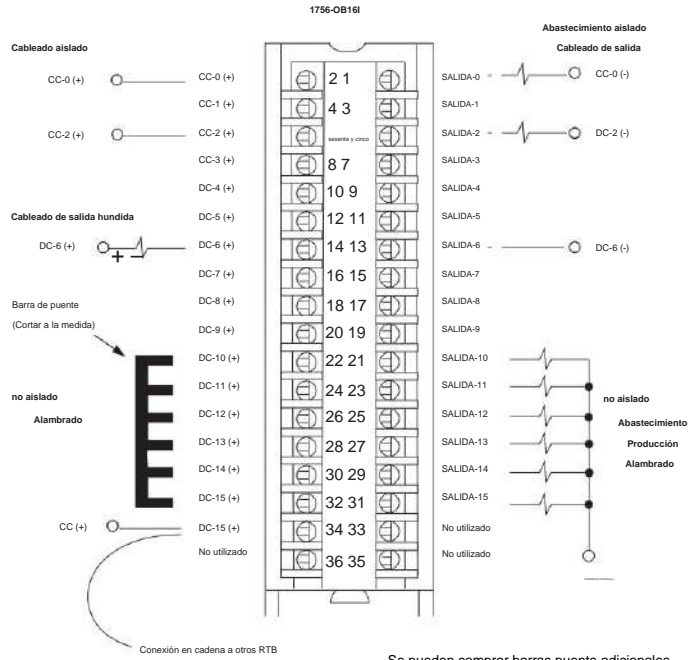 1756-OB16I
Abastecimiento aislado
Cableado de salida
Cableado aislado
CC-0 (+)
CC-0 (+)
2 1
SALIDA-0
CC-0 (-)
CC-1 (+)
4 3
SALIDA-1
CC-2 (+)
CC-2 (+)
sesenta y cinco
SALIDA-2
DC-2 (-)
CC-3 (+)
8 7
SALIDA-3
DC-4 (+)
10 9
SALIDA-4
Cableado de salida hundida
DC-5 (+)
12 11
SALIDA-5
DC-6 (+)
+ −
DC-6 (+)
14 13
SALIDA-6
DC-6 (-)
DC-7 (+)
16 15
SALIDA-7
Barra de puente
(Cortar a la medida)
DC-8 (+)
18 17
SALIDA-8
DC-9 (+)
20 19
SALIDA-9
DC-10 (+)
22 21
SALIDA-10
DC-11 (+)
24 23
SALIDA-11
no aislado
Alambrado
DC-12 (+)
26 25
SALIDA-12
no aislado
Abastecimiento
Producción
Alambrado
DC-13 (+)
28 27
SALIDA-13
DC-14 (+)
30 29
SALIDA-14
DC-15 (+)
32 31
SALIDA-15
CC (+)
DC-15 (+)
34 33
No utilizado
No utilizado
36 35
No utilizado
Conexión en cadena a otros RTB
Se pueden comprar barras puente adicionales